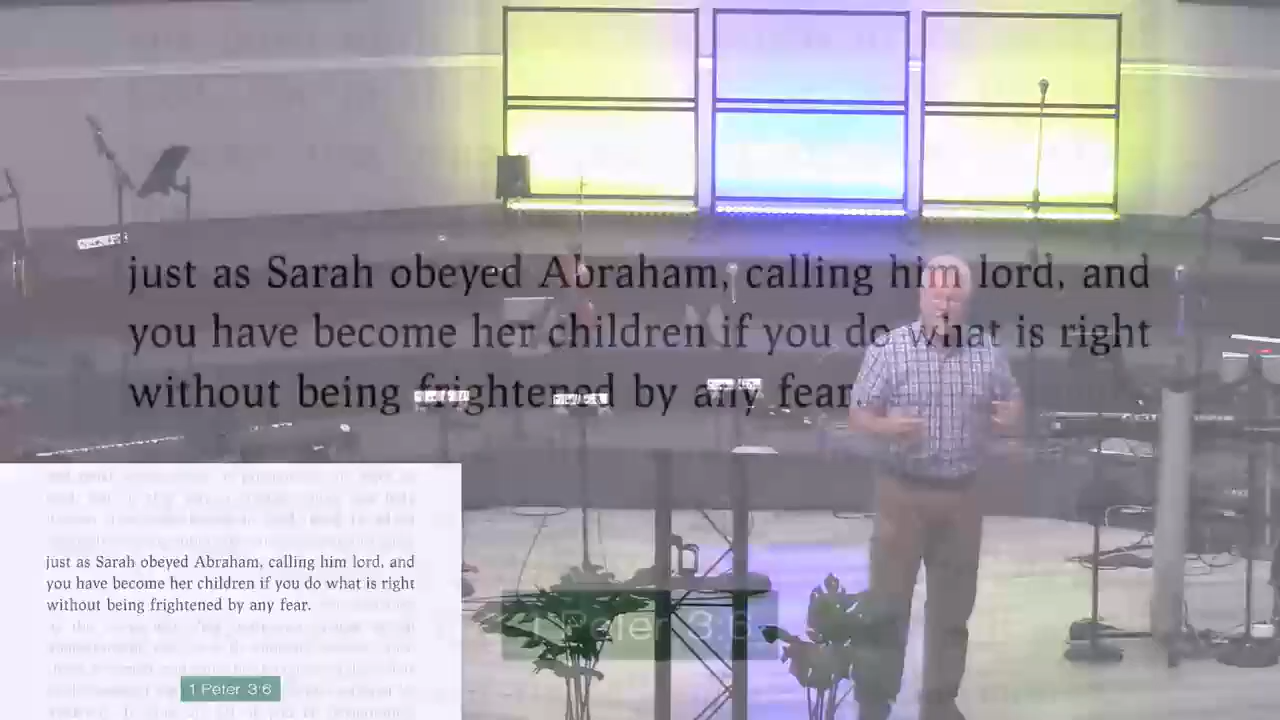 just as Sarah obeyed Abraham, calling him lord, and
you have become her children if you do what is right
without being frightened by any fear.
1 Peter 3:6
just as Sarah obeyed Abraham, calling him lord, and
you have become her children if you do what is right
without being frightened by any fear.
1 Peter 3:6